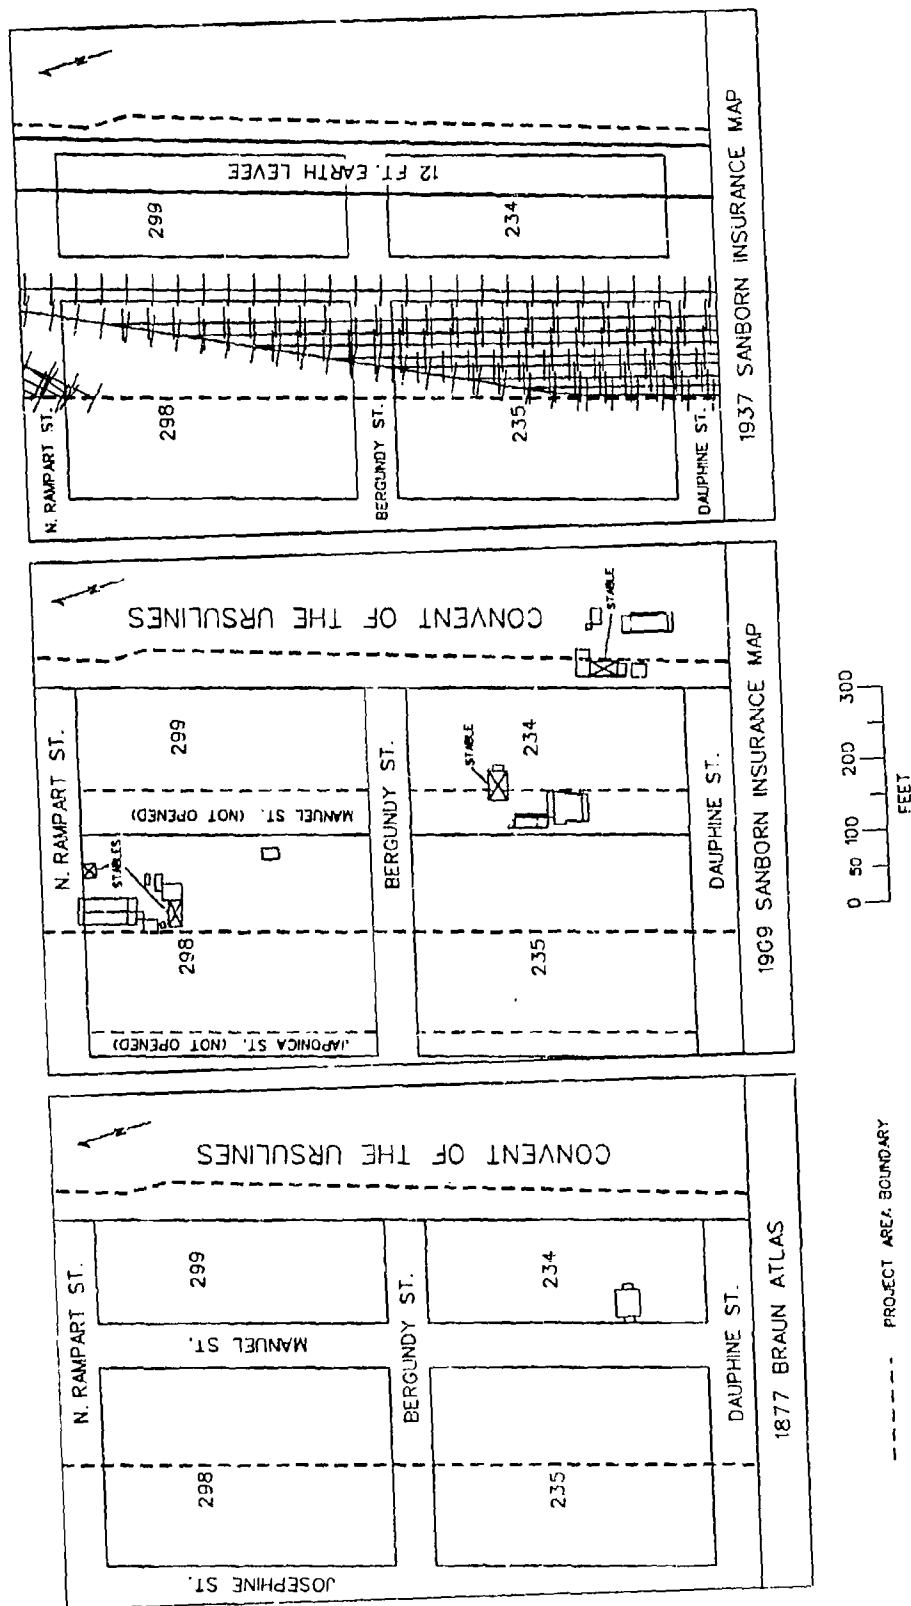 JOSEPHINE ST.
298
235
N. RAMPART ST.
MANUEL ST.
BERGUNDY ST.
DAUPHINE ST.
299
234
CONVENT OF THE URSULINES
N
1877 BRAUN ATLAS
JAPONICA ST. (NOT OPENED)
298
235
STABLES
N. RAMPART ST.
MANUEL ST. (NOT OPENED)
BERGUNDY ST.
DAUPHINE ST.
299
STABLE
234
CONVENT OF THE URSULINES
STABLE
N
1909 SANBORN INSURANCE MAP
N. RAMPART ST.
298
BERGUNDY ST.
235
DAUPHINE ST.
299
234
12 FT. EARTH LEVEE
N
1937 SANBORN INSURANCE MAP
PROJECT AREA BOUNDARY
0 50 100 200 300
FEET